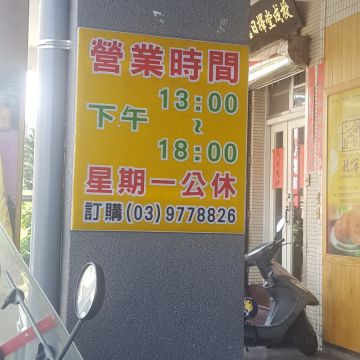 營業時間
13:00
下午 ~
18:00
星期一公休
訂購(03)9778826